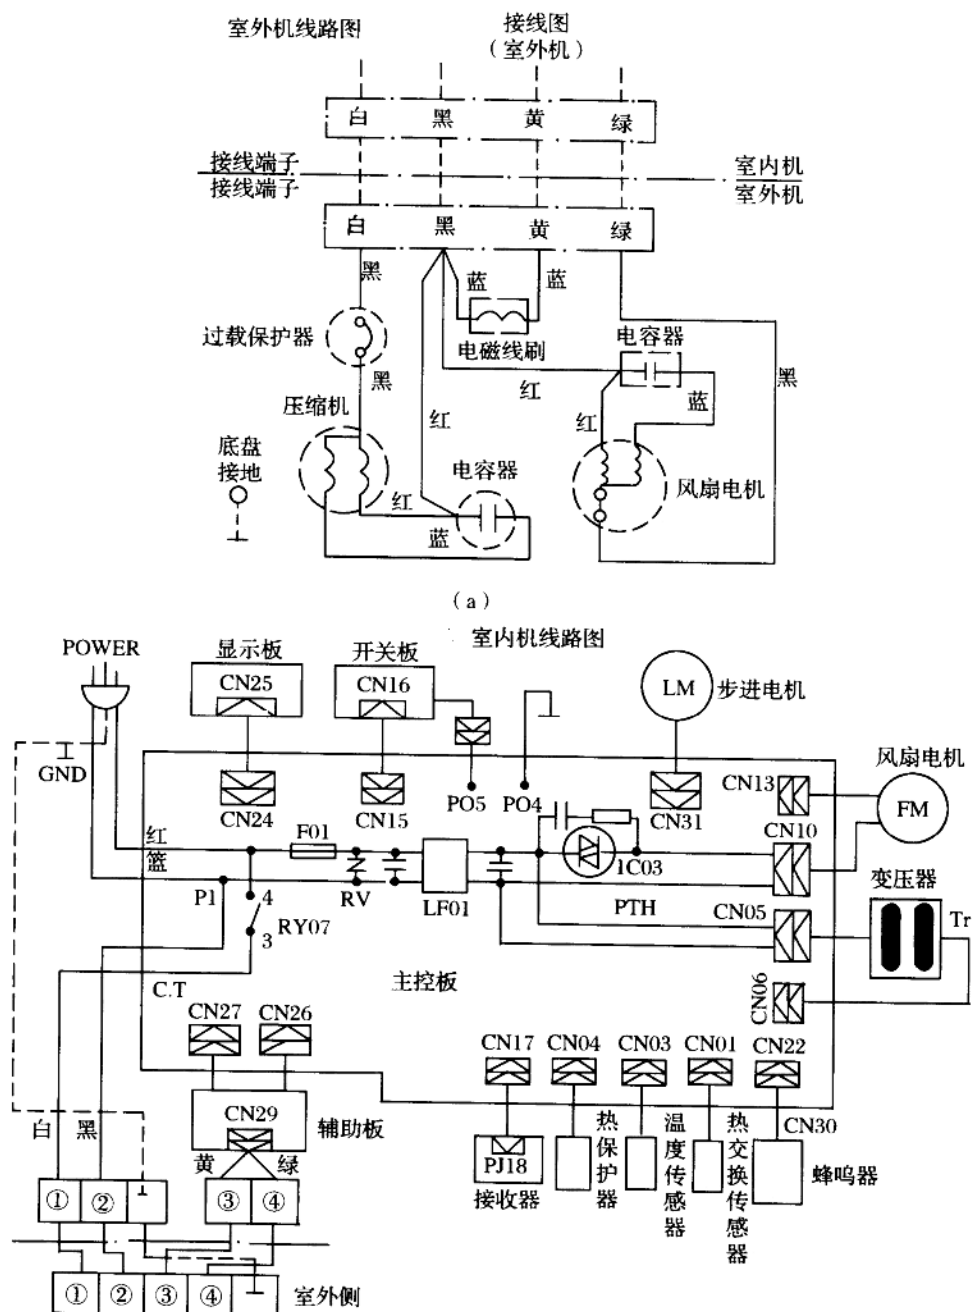 室外机线路图
接线图
（室外机）
白 黑 黄 绿
接线端子 室内机
接线端子 室外机
白 黑 黄 绿
黑
蓝 蓝
过载保护器
电磁线刷
电容器
黑
红
黑
蓝
压缩机
红
红
底盘
接地
电容器
风扇电机
红
蓝
（a）
室内机线路图
POWER
显示板
开关板
CN25
CN16
LM 步进电机
GND
风扇电机
CN13
FM
PO5 PO4
CN24
CN15
CN31
红
F01
CN10
篮
1C03
变压器
P1
4
RV
LF01
PTH
CN05
Tr
RY07
3
C.T
主控板
CN06
CN27 CN26
CN17 CN04 CN03 CN01 CN22
CN29
辅助板
白 黑
黄 绿
CN30
PJ18
接收器
热保护器
温度传感器
热交换传感器
蜂鸣器
① ② ③ ④
① ② ③ ④ 室外侧